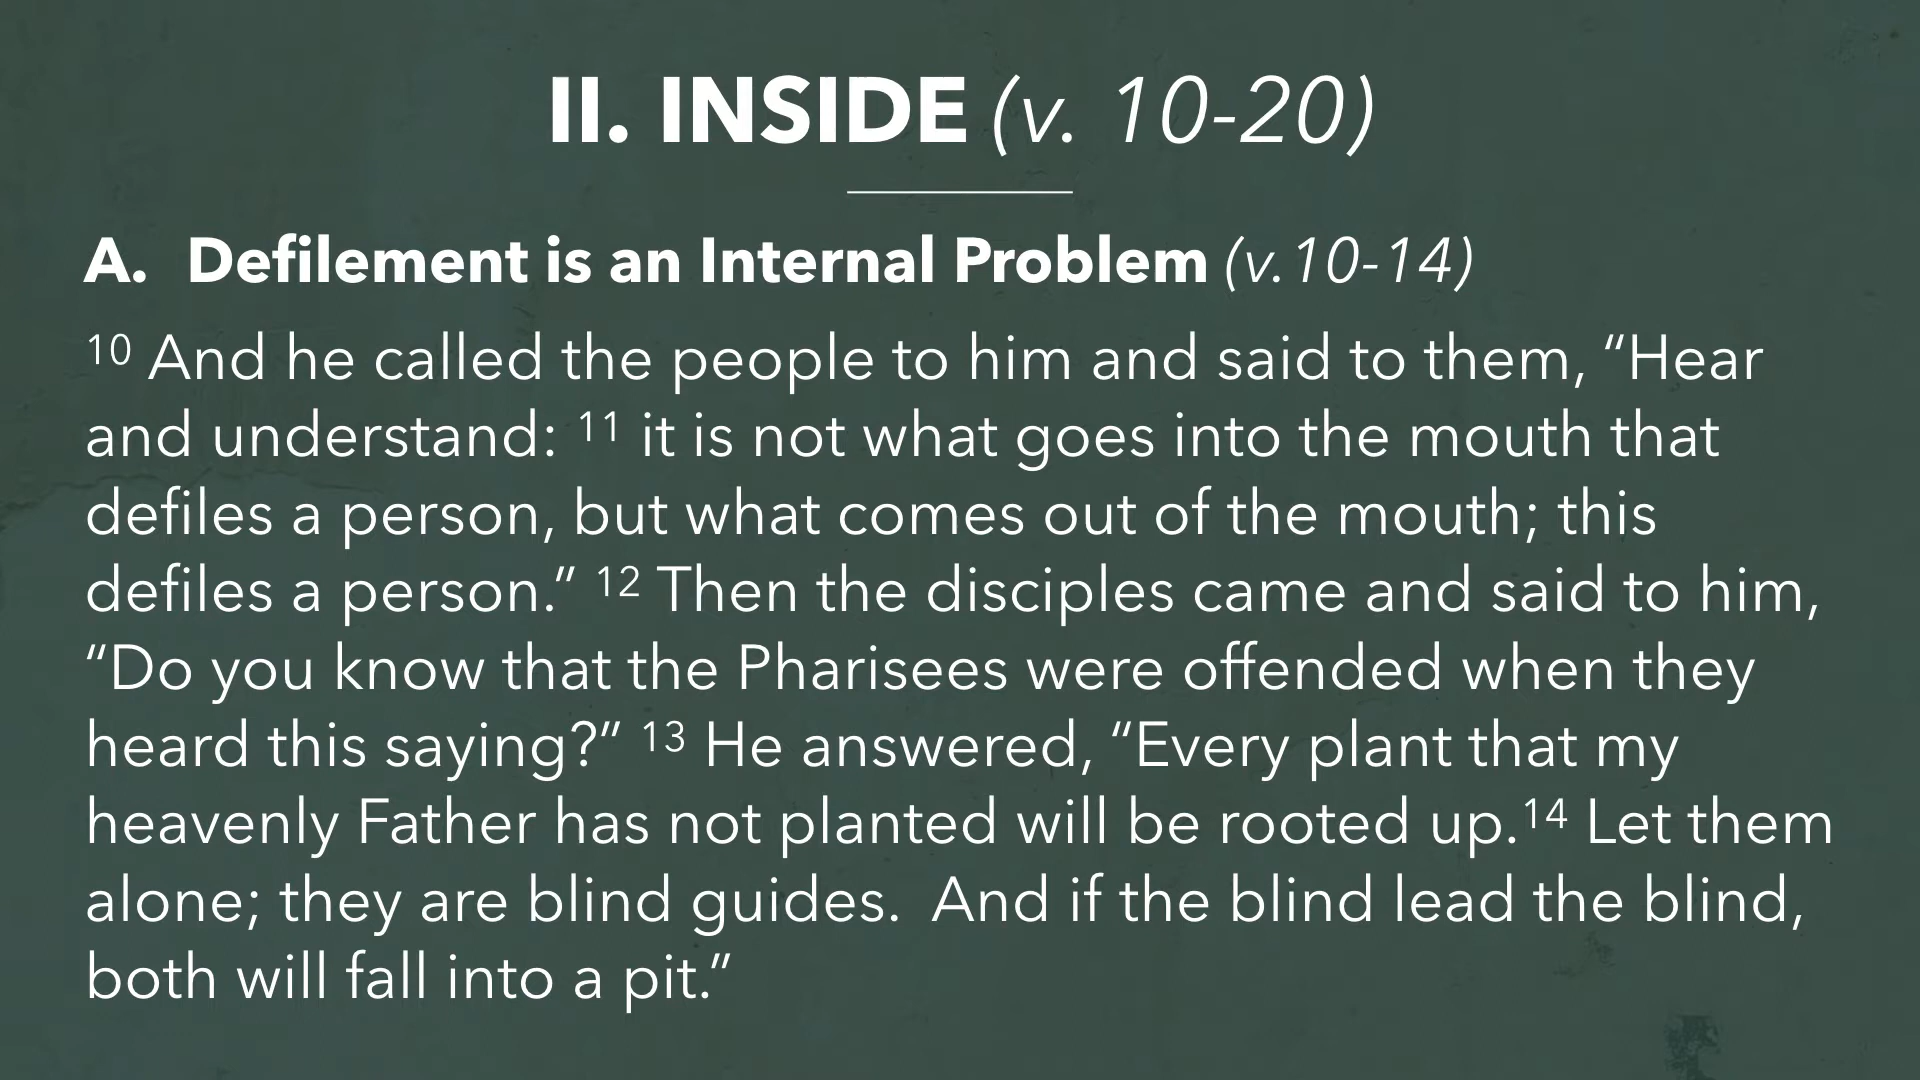 II. INSIDE (v. 10-20)
A. Defilement is an Internal Problem (v.10-14)
10 And he called the people to him and said to them, “Hear
and understand: 11 it is not what goes into the mouth that
defiles a person, but what comes out of the mouth; this
defiles a person.” 12 Then the disciples came and said to him,
“Do you know that the Pharisees were offended when they
heard this saying?” 13 He answered, “Every plant that my
heavenly Father has not planted will be rooted up.14 Let them
alone; they are blind guides.  And if the blind lead the blind,
both will fall into a pit.”